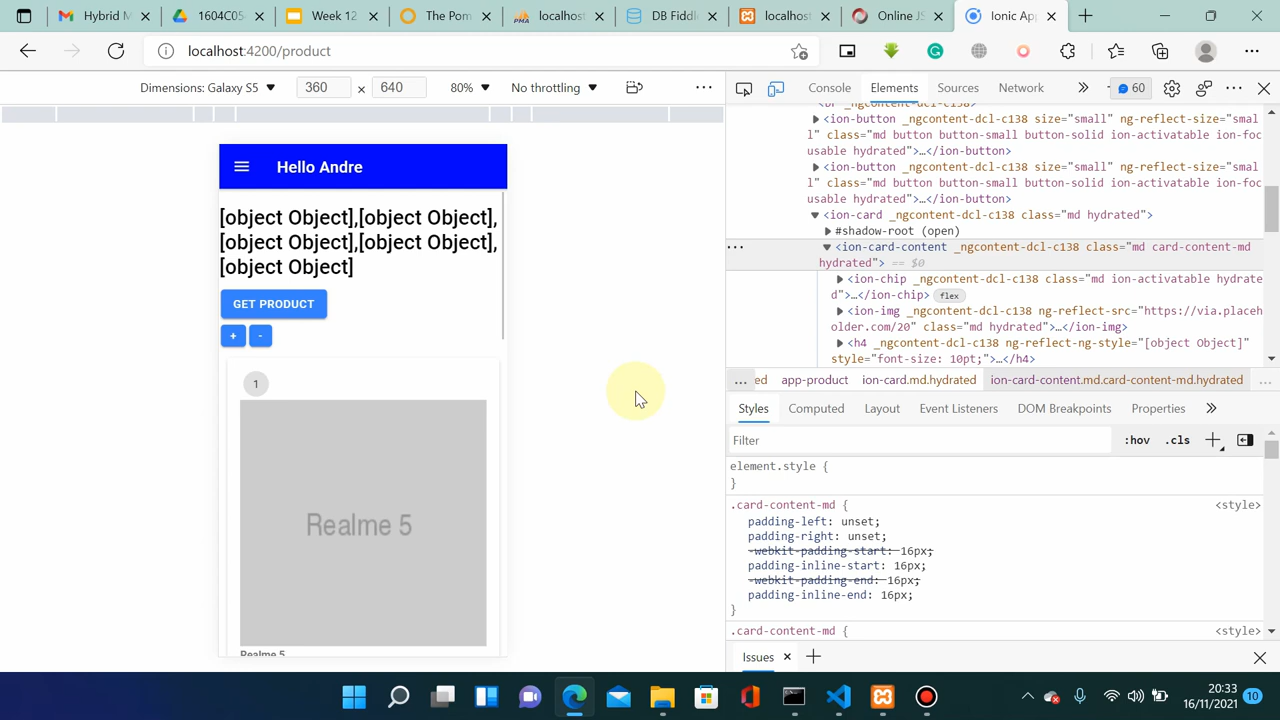 Hybrid M
1604C05
Week 12
The Pom
localhos
DB Fiddl
localhos
Online JS
Ionic App
localhost:4200/product
Dimensions: Galaxy S5
360
x
640
80%
No throttling
Console
Elements
Sources
Network
60
<ion-button _ngcontent-dcl-c138 size="small" ng-reflect-size="smal
l" class="md button button-small button-solid ion-activatable ion-foc
usable hydrated">…</ion-button>
<ion-button _ngcontent-dcl-c138 size="small" ng-reflect-size="smal
l" class="md button button-small button-solid ion-activatable ion-foc
usable hydrated">…</ion-button>
<ion-card _ngcontent-dcl-c138 class="md hydrated">
#shadow-root (open)
<ion-card-content _ngcontent-dcl-c138 class="md card-content-md
hydrated"> == $0
<ion-chip _ngcontent-dcl-c138 class="md ion-activatable hydrate
d">…</ion-chip> flex
<ion-img _ngcontent-dcl-c138 ng-reflect-src="https://via.placeh
older.com/20" class="md hydrated">…</ion-img>
<h4 _ngcontent-dcl-c138 ng-reflect-ng-style="[object Object]"
style="font-size: 10pt;">…</h4>
... ed app-product ion-card.md.hydrated ion-card-content.md.card-content-md.hydrated ...
Styles
Computed
Layout
Event Listeners
DOM Breakpoints
Properties
Filter
:hov
.cls
element.style {
}
.card-content-md {
<style>
padding-left: unset;
padding-right: unset;
-webkit-padding-start: 16px;
padding-inline-start: 16px;
-webkit-padding-end: 16px;
padding-inline-end: 16px;
}
.card-content-md {
<style>
Issues
Hello Andre
[object Object],[object Object],
[object Object],[object Object],
[object Object]
GET PRODUCT
+
-
1
Realme 5
Realme 5
20:33
16/11/2021
10